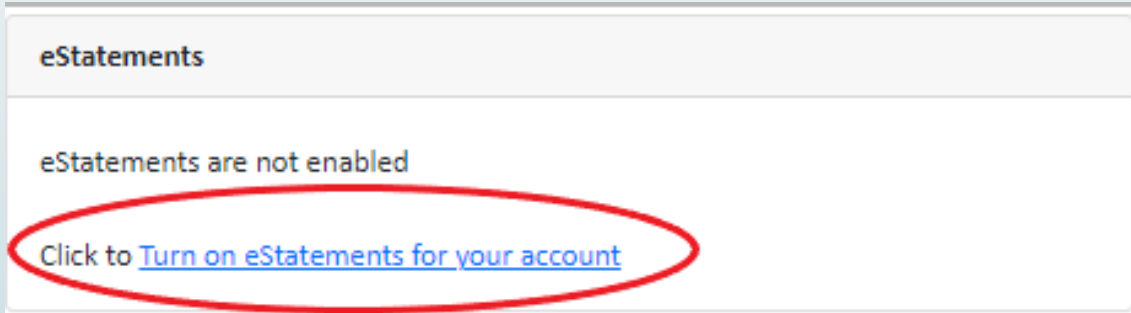 eStatements
eStatements are not enabled
Click to Turn on eStatements for your account